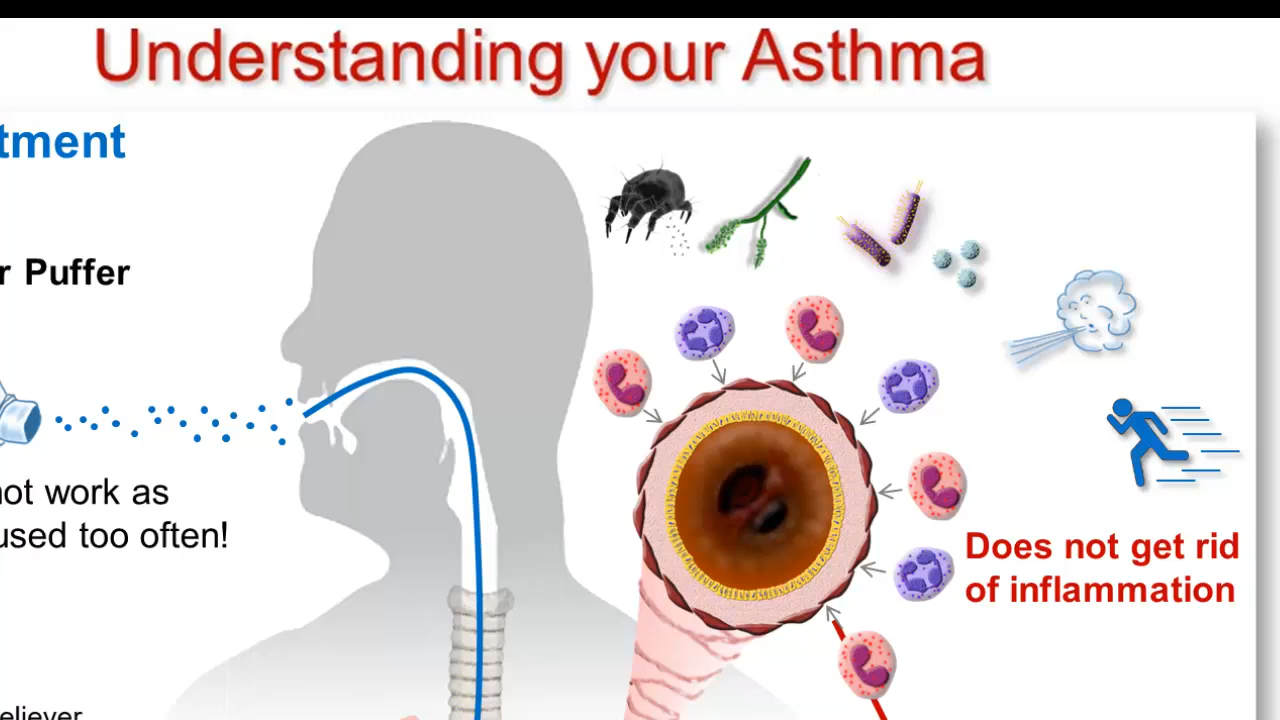 Understanding your Asthma
tment
r Puffer
not work as
used too often!
Does not get rid
of inflammation
eliever